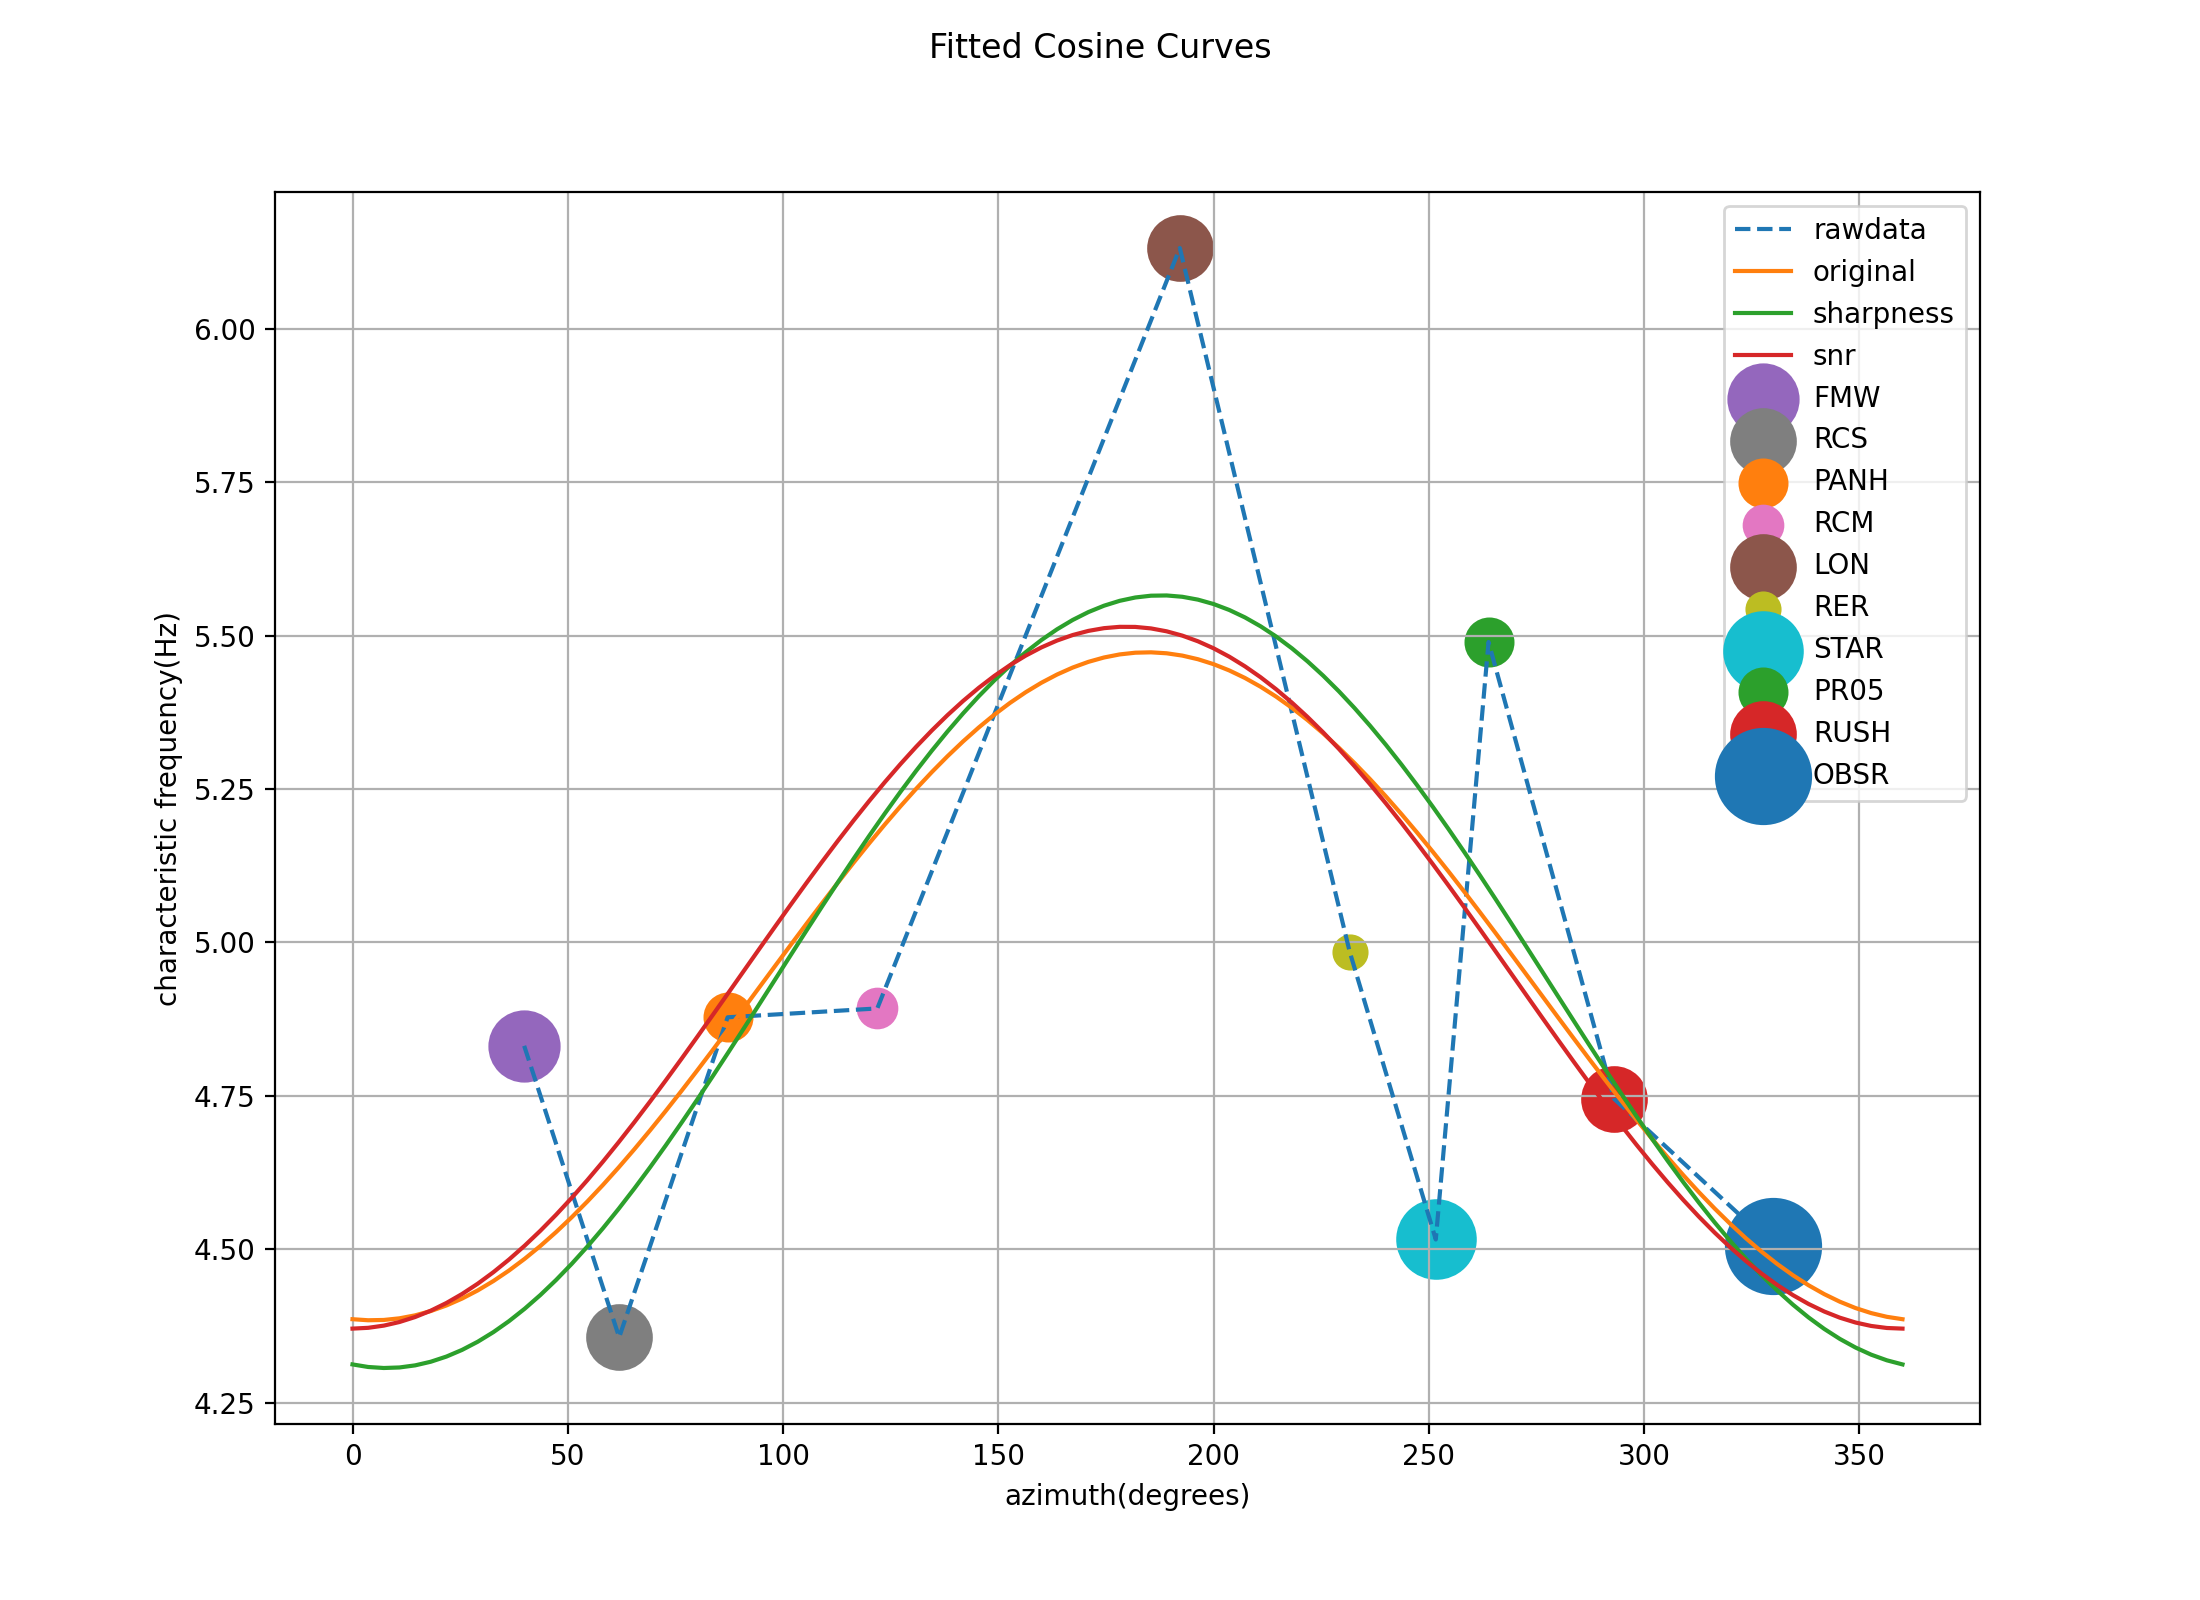 Fitted Cosine Curves
characteristic frequency(Hz)
6.00
5.75
5.50
5.25
5.00
4.75
4.50
4.25
0 50 100 150 200 250 300 350
azimuth(degrees)
rawdata
original
sharpness
snr
FMW
RCS
PANH
RCM
LON
RER
STAR
PR05
RUSH
OBSR